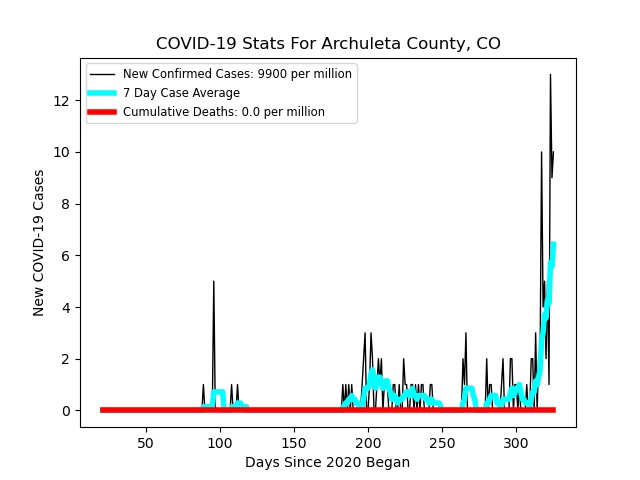 COVID-19 Stats For Archuleta County, CO
New Confirmed Cases: 9900 per million
7 Day Case Average
Cumulative Deaths: 0.0 per million
New COVID-19 Cases
12
10
8
6
4
2
0
50 100 150 200 250 300
Days Since 2020 Began